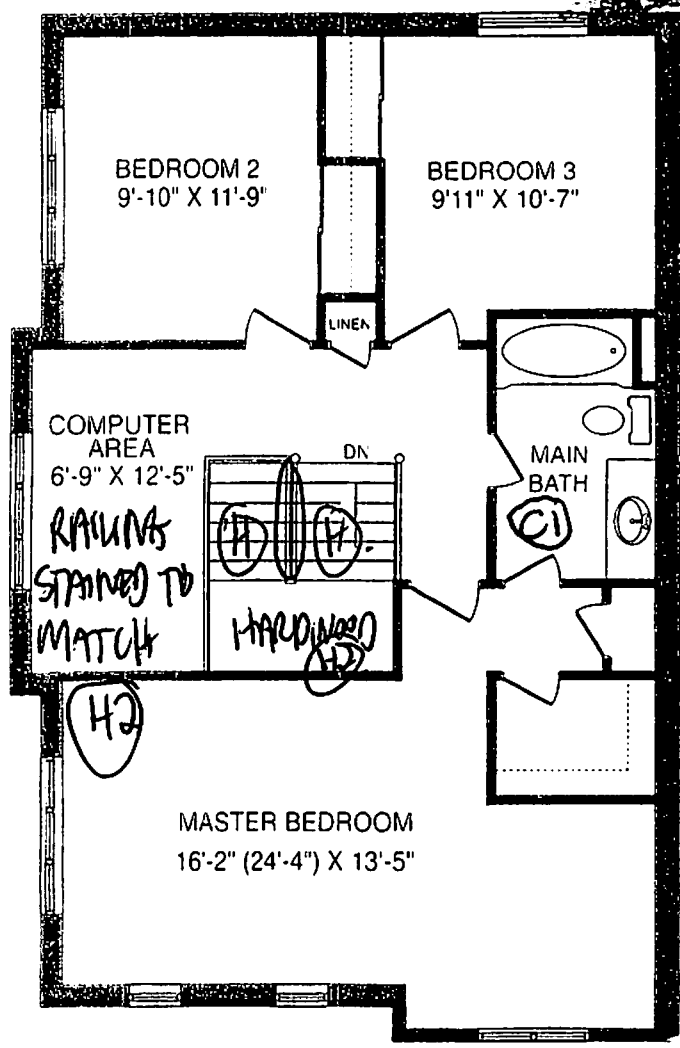 BEDROOM 2
9'-10" X 11'-9"
BEDROOM 3
9'11" X 10'-7"
LINEN
COMPUTER
AREA
6'-9" X 12'-5"
DN
MAIN
BATH
C1
RAILING
STAINED TO
MATCH
H
H
HARDWOOD
H2
H2
MASTER BEDROOM
16'-2" (24'-4") X 13'-5"